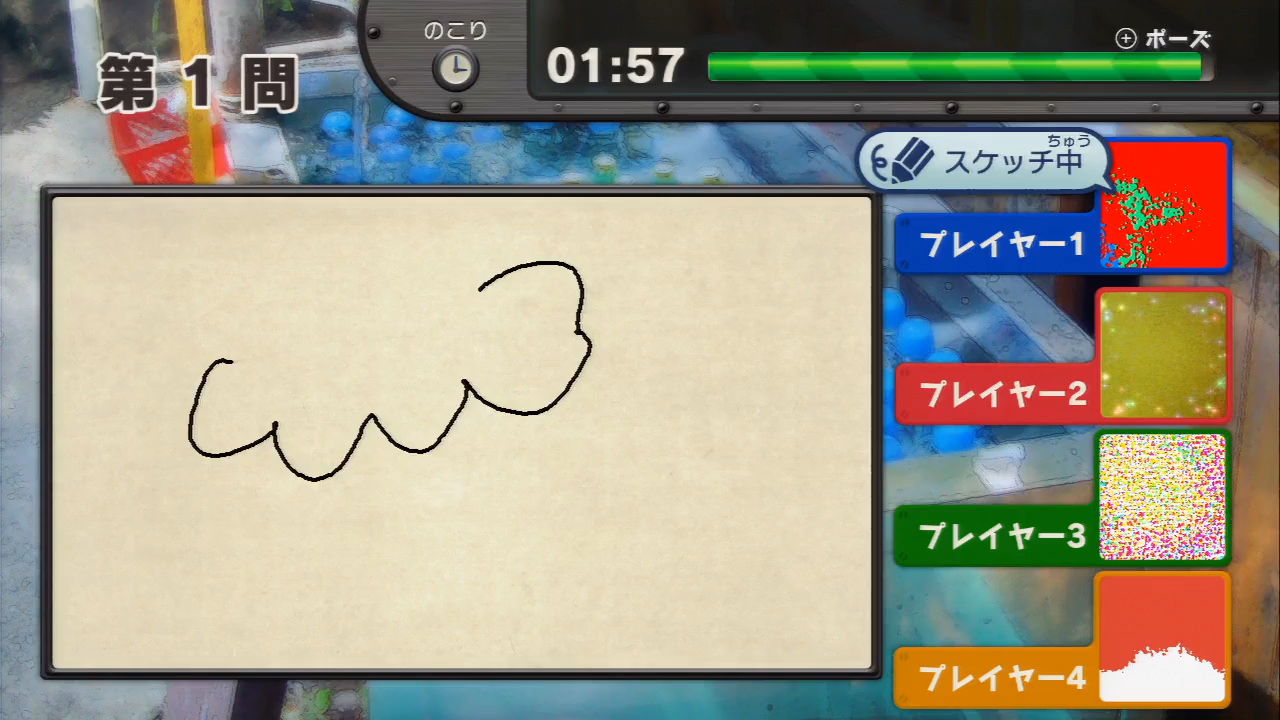 第1問
のこり
01:57
ポーズ
ちゅう
スケッチ中
プレイヤー1
プレイヤー2
プレイヤー3
プレイヤー4